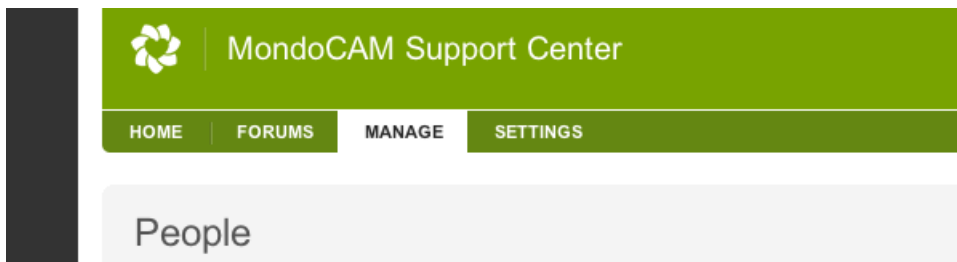 MondoCAM Support Center
HOME FORUMS MANAGE SETTINGS
People